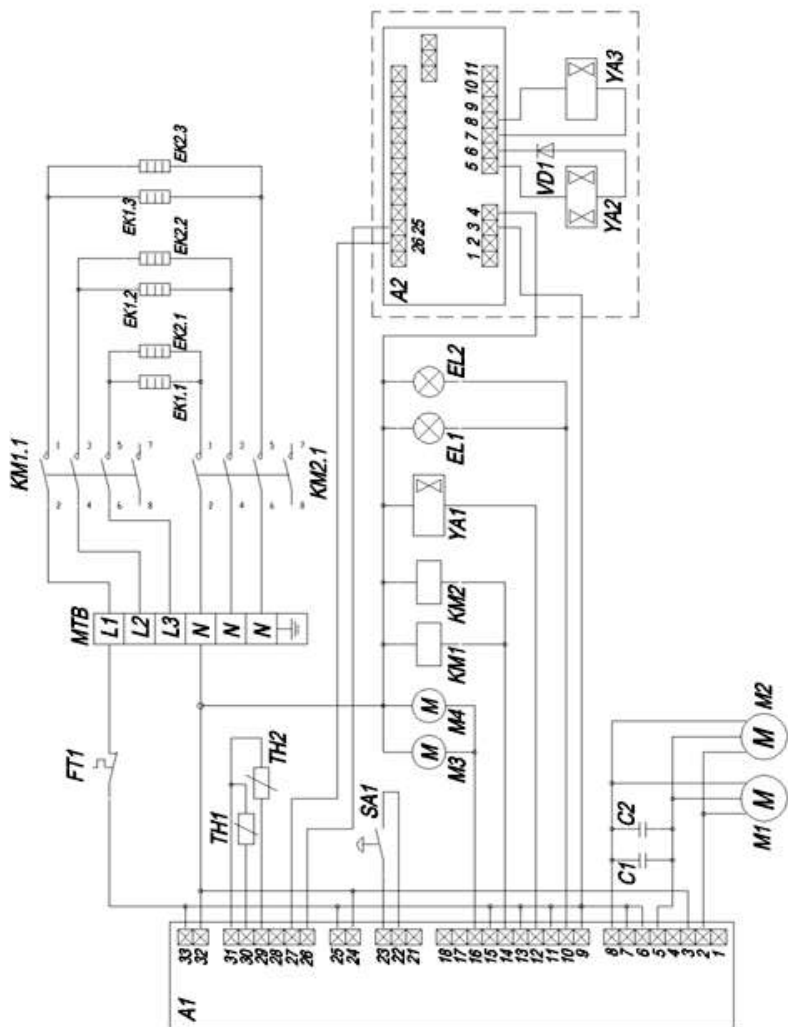 KM1.1
1
2
3
4
5
6
7
8
KM2.1
1
2
3
4
5
6
7
8
EK1.1
EK2.1
EK1.2
EK2.2
EK1.3
EK2.3
MTB
L1
L2
L3
N
N
N
FT1
TH1
TH2
SA1
M
M3
M
M4
KM1
KM2
YA1
EL1
EL2
A2
26 25
1 2 3 4
5 6 7 8 9 10 11
VD1
YA2
YA3
C1
C2
M
M1
M
M2
A1
33
32
31
30
29
28
27
26
25
24
23
22
21
18
17
16
15
14
13
12
11
10
9
8
7
6
5
4
3
2
1